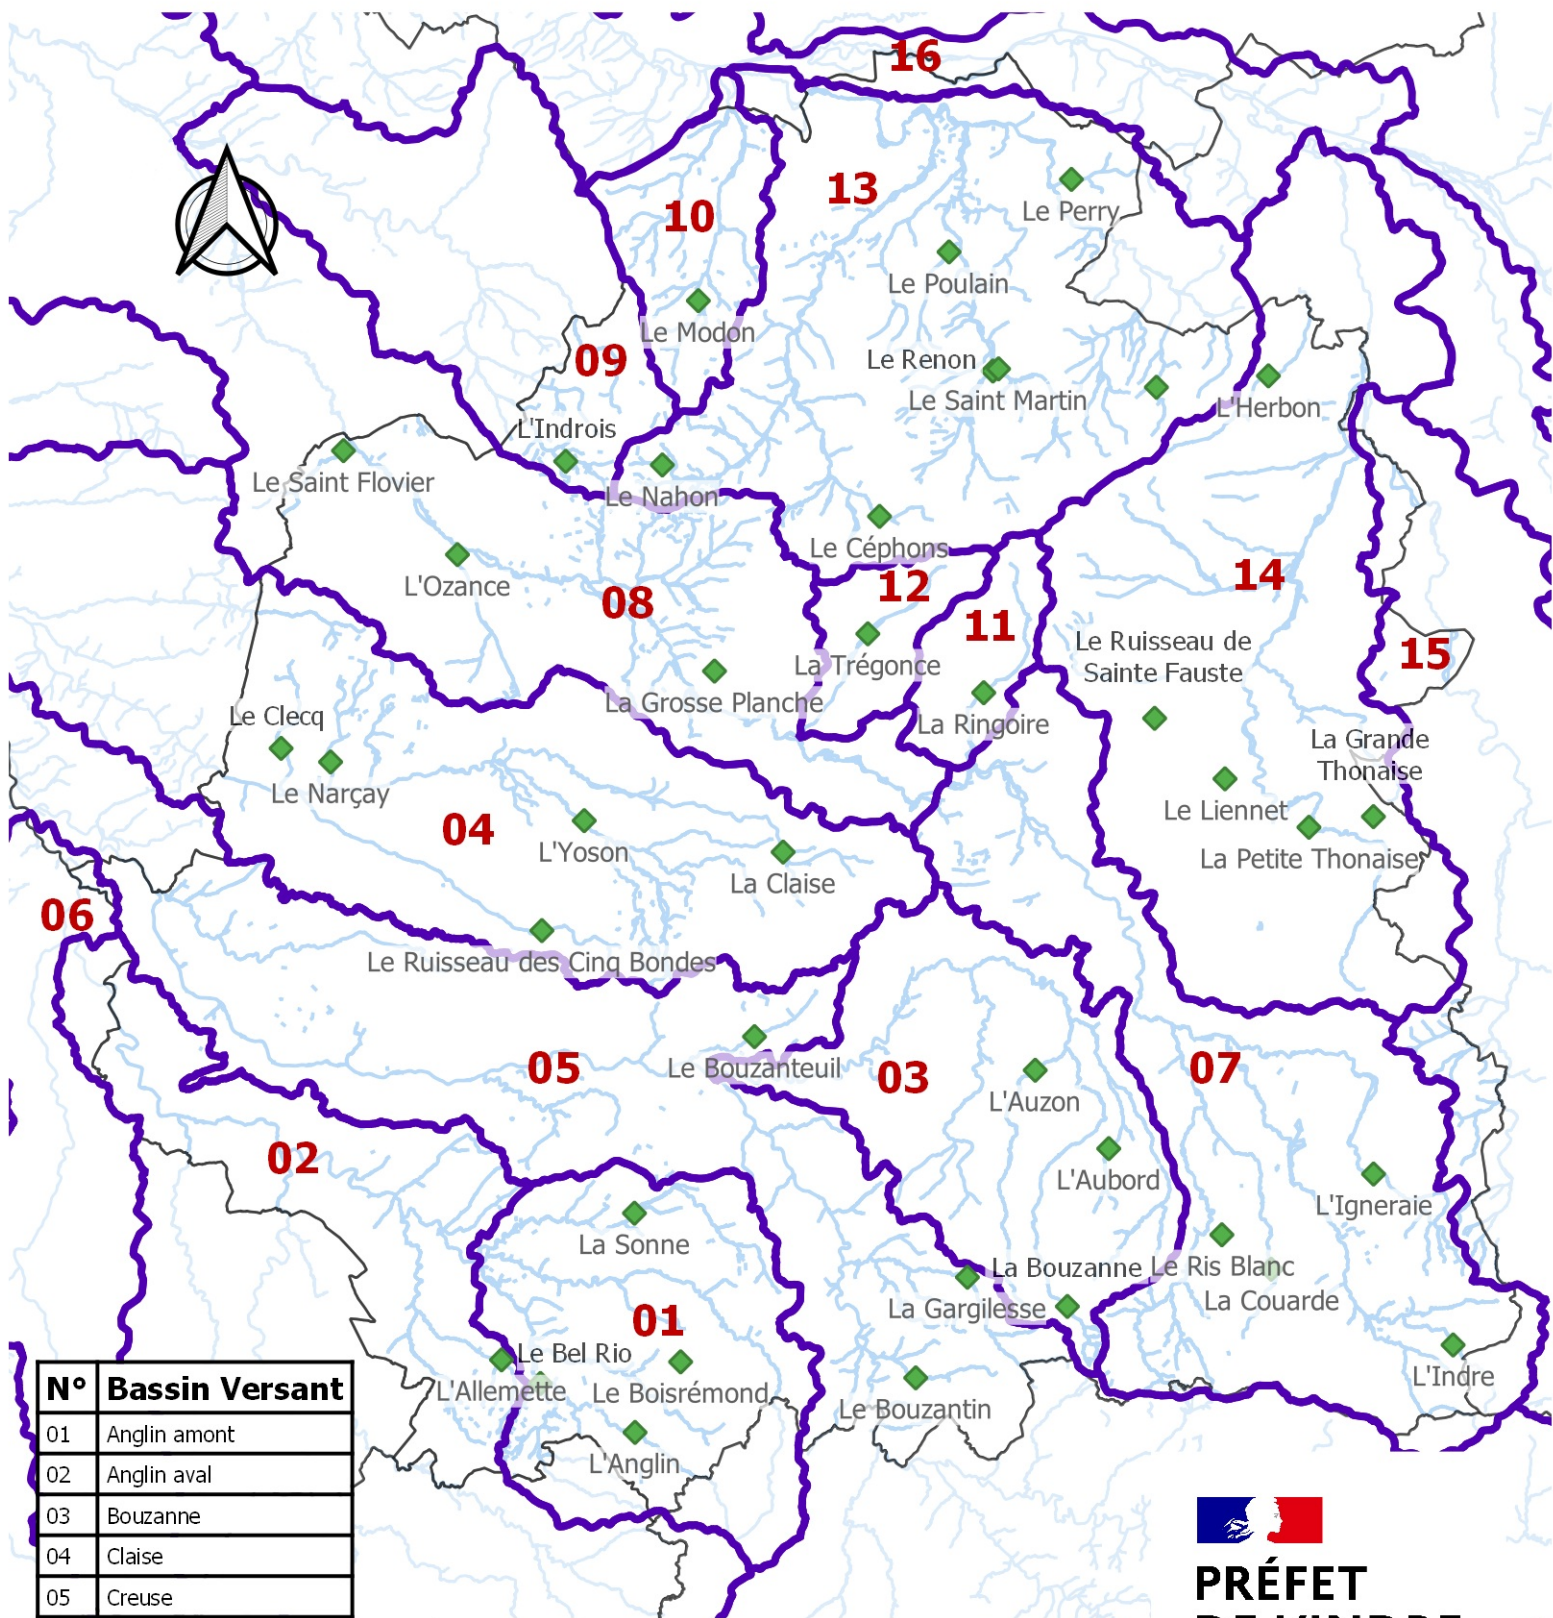 16
13
10
Le Perry
Le Poulain
Le Modon
09
Le Renon
Le Saint Martin
L'Herbon
L'Indrois
Le Saint Flovier
Le Nahon
Le Céphons
L'Ozance
08
12
11
14
Le Ruisseau de
Sainte Fauste
15
La Trégonce
La Grosse Planche
La Ringoire
Le Clecq
La Grande
Thonaise
Le Narçay
04
L'Yoson
Le Liennet
La Petite Thonaise
La Claise
06
Le Ruisseau des Cinq Bondes
05
Le Bouzanteuil
03
07
L'Auzon
02
L'Aubord
L'Igneraie
La Sonne
La Bouzanne
Le Ris Blanc
La Gargilesse
La Couarde
01
Le Bel Rio
L'Allemette
Le Boisrémond
L'Indre
Le Bouzantin
L'Anglin
N° Bassin Versant
01 Anglin amont
02 Anglin aval
03 Bouzanne
04 Claise
05 Creuse
PRÉFET
DE L'INDRE